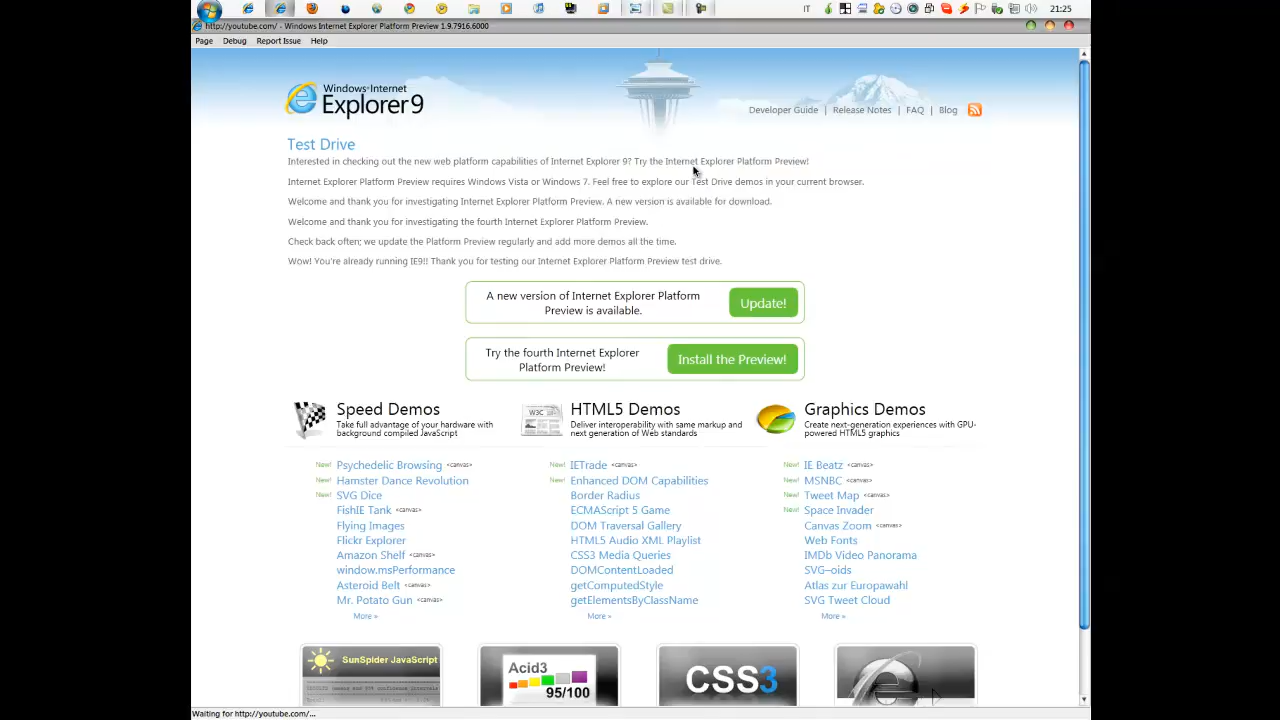 IT
21:25
http://youtube.com/ - Windows Internet Explorer Platform Preview 1.9.7916.6000
Page Debug Report Issue Help
Windows Internet
Explorer 9
Developer Guide | Release Notes | FAQ | Blog
Test Drive
Interested in checking out the new web platform capabilities of Internet Explorer 9? Try the Internet Explorer Platform Preview!
Internet Explorer Platform Preview requires Windows Vista or Windows 7. Feel free to explore our Test Drive demos in your current browser.
Welcome and thank you for investigating Internet Explorer Platform Preview. A new version is available for download.
Welcome and thank you for investigating the fourth Internet Explorer Platform Preview.
Check back often; we update the Platform Preview regularly and add more demos all the time.
Wow! You're already running IE9!! Thank you for testing our Internet Explorer Platform Preview test drive.
A new version of Internet Explorer Platform
Preview is available.
Update!
Try the fourth Internet Explorer
Platform Preview!
Install the Preview!
Speed Demos
Take full advantage of your hardware with
background compiled JavaScript
New! Psychedelic Browsing <canvas>
New! Hamster Dance Revolution
New! SVG Dice
FishIE Tank <canvas>
Flying Images
Flickr Explorer
Amazon Shelf <canvas>
window.msPerformance
Asteroid Belt <canvas>
Mr. Potato Gun <canvas>
More »
W3C
HTML5 Demos
Deliver interoperability with same markup and
next generation of Web standards
New! IETrade <canvas>
Enhanced DOM Capabilities
Border Radius
ECMAScript 5 Game
DOM Traversal Gallery
HTML5 Audio XML Playlist
CSS3 Media Queries
DOMContentLoaded
getComputedStyle
getElementsByClassName
More »
Graphics Demos
Create next-generation experiences with GPU-
powered HTML5 graphics
New! IE Beatz <canvas>
New! MSNBC <canvas>
New! Tweet Map <canvas>
New! Space Invader
Canvas Zoom <canvas>
Web Fonts
IMDb Video Panorama
SVG-oids
Atlas zur Europawahl
SVG Tweet Cloud
More »
SunSpider JavaScript
Acid3
95/100
CSS3
Waiting for http://youtube.com/...